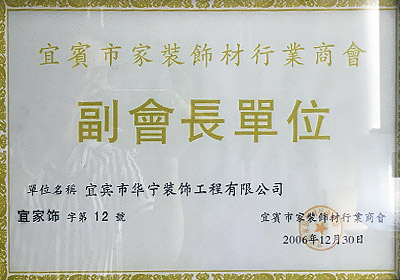 宜賓市家裝飾材行業商會
副會長單位
單位名稱 宜宾市华宁装饰工程有限公司
宜家饰 字第 12 號
宜賓市家裝飾材行業商會
2006年12月30日